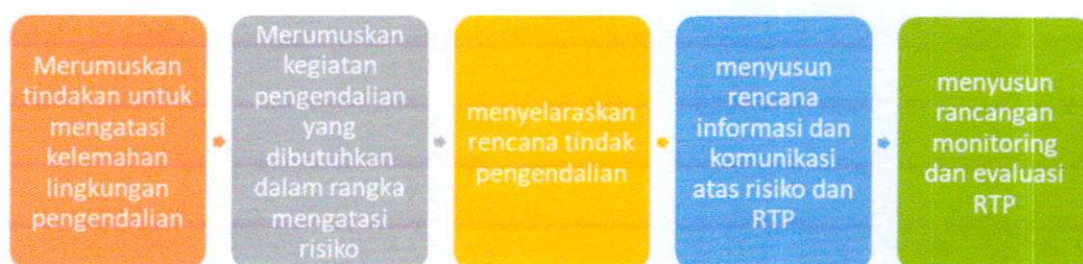 Merumuskan
tindakan untuk
mengatasi
kelemahan
lingkungan
pengendalian
Merumuskan
kegiatan
pengendalian
yang
dibutuhkan
dalam rangka
mengatasi
risiko
menyelaraskan
rencana tindak
pengendalian
menyusun
rencana
informasi dan
komunikasi
atas risiko dan
RTP
menyusun
rancangan
monitoring
dan evaluasi
RTP